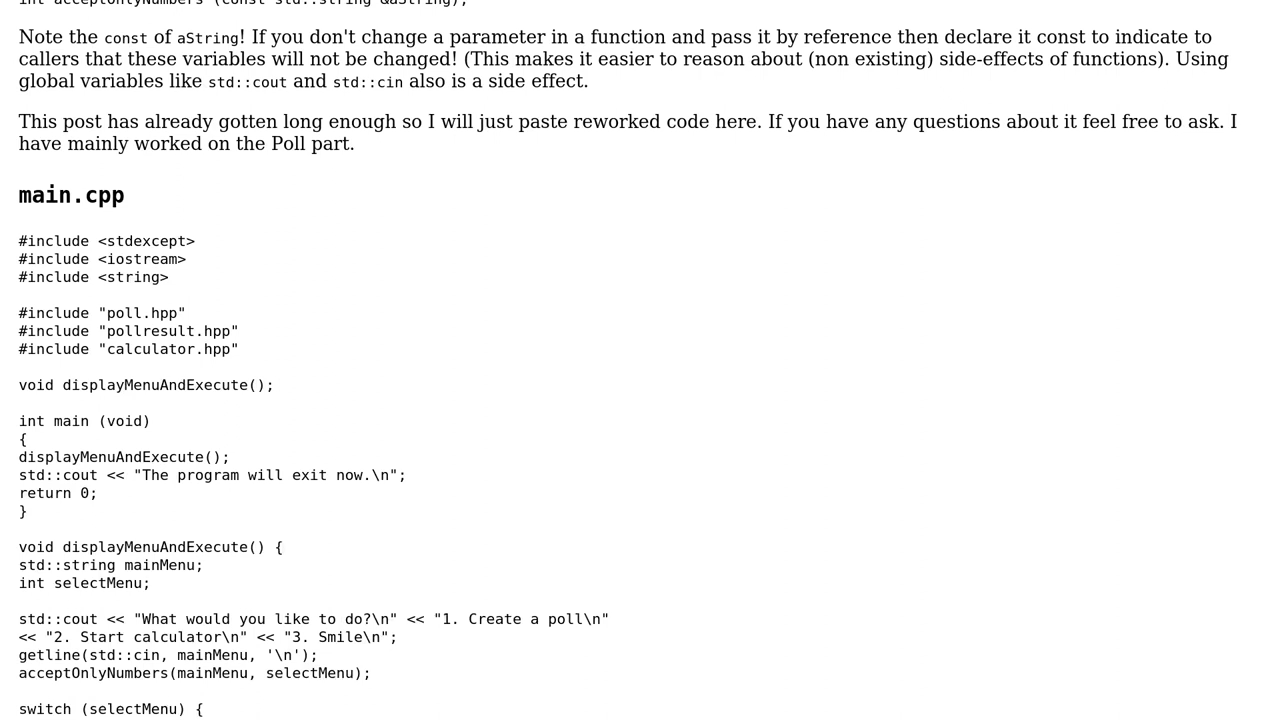 int acceptOnlyNumbers (const std::string &aString);
Note the const of aString! If you don't change a parameter in a function and pass it by reference then declare it const to indicate to
callers that these variables will not be changed! (This makes it easier to reason about (non existing) side-effects of functions). Using
global variables like std::cout and std::cin also is a side effect.
This post has already gotten long enough so I will just paste reworked code here. If you have any questions about it feel free to ask. I
have mainly worked on the Poll part.
main.cpp
#include <stdexcept>
#include <iostream>
#include <string>
#include "poll.hpp"
#include "pollresult.hpp"
#include "calculator.hpp"
void displayMenuAndExecute();
int main (void)
{
displayMenuAndExecute();
std::cout << "The program will exit now.\n";
return 0;
}
void displayMenuAndExecute() {
std::string mainMenu;
int selectMenu;
std::cout << "What would you like to do?\n" << "1. Create a poll\n"
<< "2. Start calculator\n" << "3. Smile\n";
getline(std::cin, mainMenu, '\n');
acceptOnlyNumbers(mainMenu, selectMenu);
switch (selectMenu) {